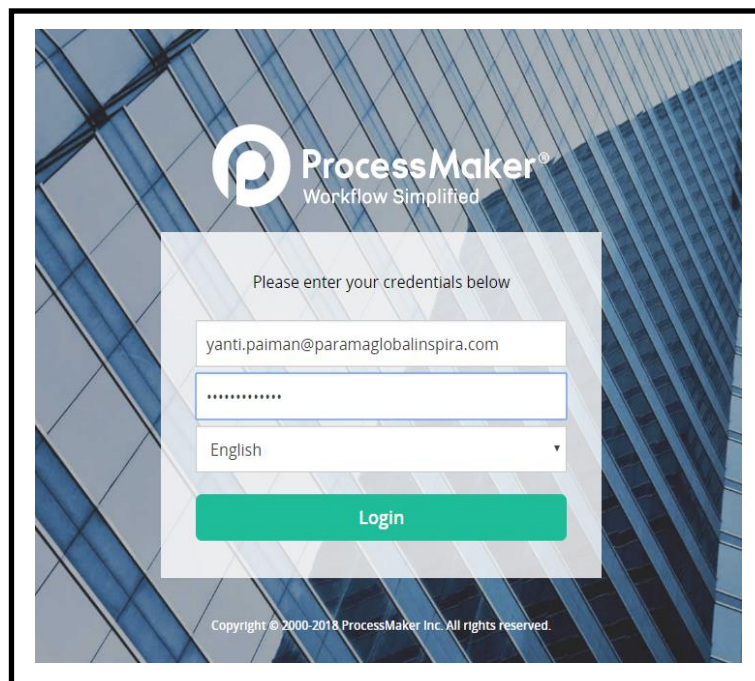 ProcessMaker®
Workflow Simplified
Please enter your credentials below
yanti.paiman@paramaglobalinspira.com
•••••••••••••
English
Login
Copyright © 2000-2018 ProcessMaker Inc. All rights reserved.